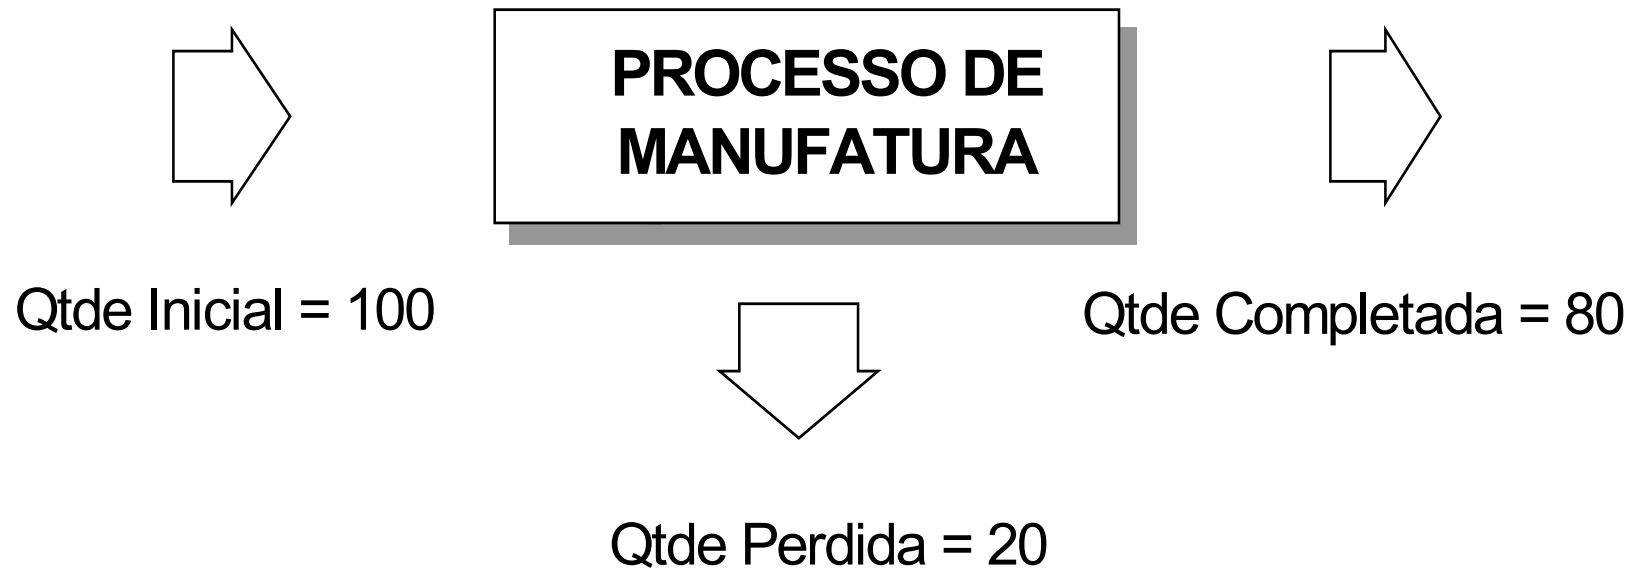 PROCESSO DE
MANUFATURA
Qtde Inicial = 100
Qtde Completada = 80
Qtde Perdida = 20